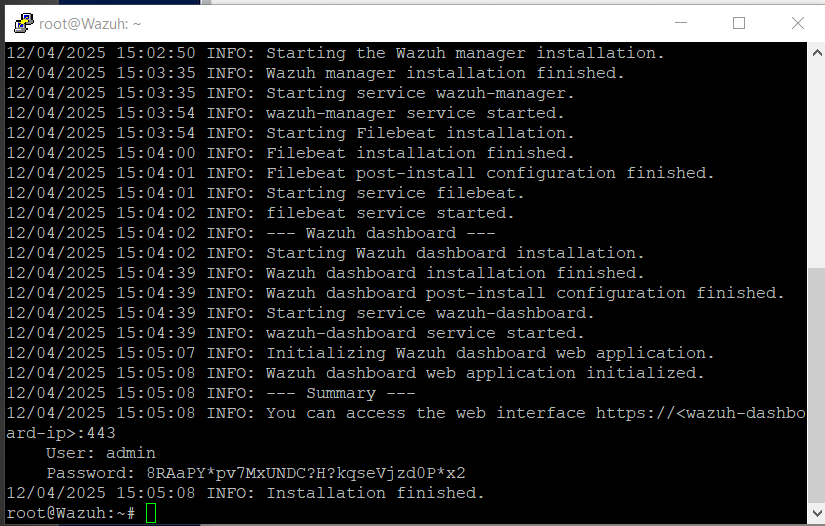 root@Wazuh: ~
12/04/2025 15:02:50 INFO: Starting the Wazuh manager installation.
12/04/2025 15:03:35 INFO: Wazuh manager installation finished.
12/04/2025 15:03:35 INFO: Starting service wazuh-manager.
12/04/2025 15:03:54 INFO: wazuh-manager service started.
12/04/2025 15:03:54 INFO: Starting Filebeat installation.
12/04/2025 15:04:00 INFO: Filebeat installation finished.
12/04/2025 15:04:01 INFO: Filebeat post-install configuration finished.
12/04/2025 15:04:01 INFO: Starting service filebeat.
12/04/2025 15:04:02 INFO: filebeat service started.
12/04/2025 15:04:02 INFO: --- Wazuh dashboard ---
12/04/2025 15:04:02 INFO: Starting Wazuh dashboard installation.
12/04/2025 15:04:39 INFO: Wazuh dashboard installation finished.
12/04/2025 15:04:39 INFO: Wazuh dashboard post-install configuration finished.
12/04/2025 15:04:39 INFO: Starting service wazuh-dashboard.
12/04/2025 15:04:39 INFO: wazuh-dashboard service started.
12/04/2025 15:05:07 INFO: Initializing Wazuh dashboard web application.
12/04/2025 15:05:08 INFO: Wazuh dashboard web application initialized.
12/04/2025 15:05:08 INFO: --- Summary ---
12/04/2025 15:05:08 INFO: You can access the web interface https://<wazuh-dashbo
ard-ip>:443
    User: admin
    Password: 8RAaPY*pv7MxUNDC?H?kqseVjzd0P*x2
12/04/2025 15:05:08 INFO: Installation finished.
root@Wazuh:~#